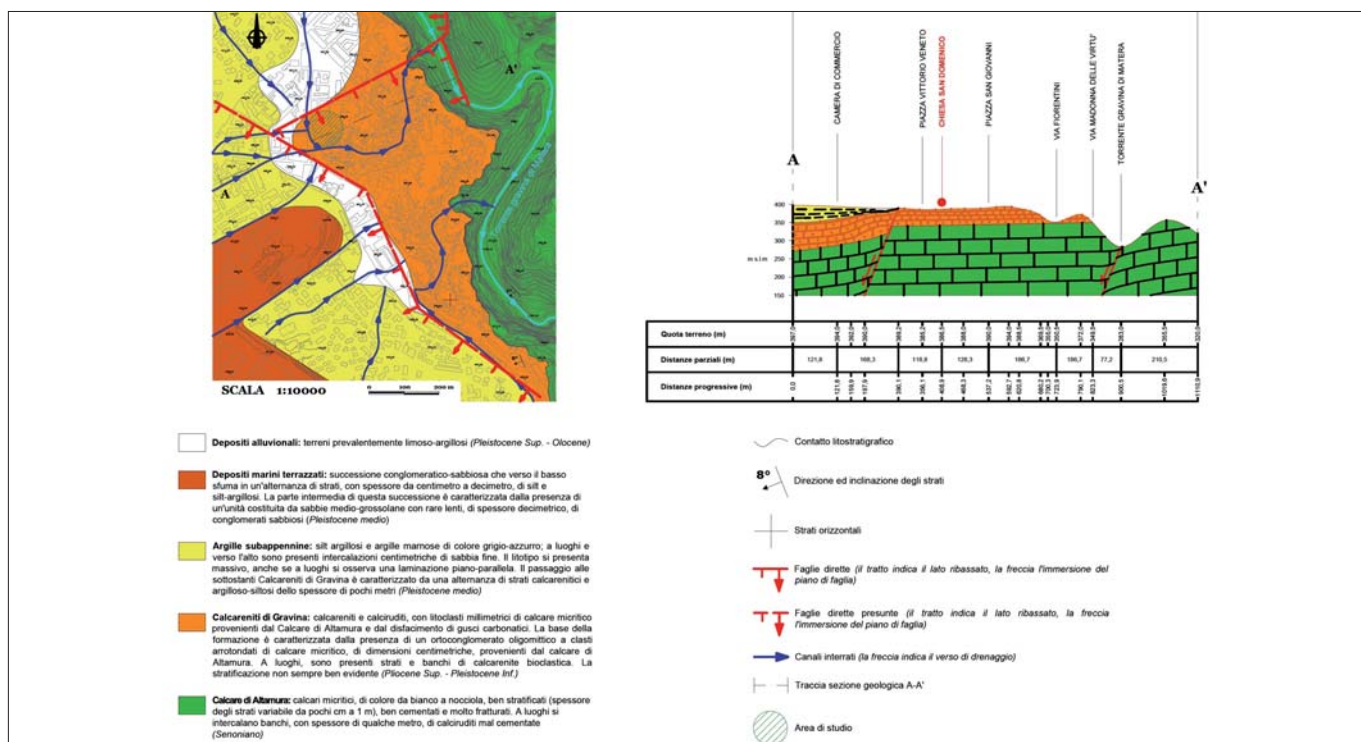 A'
A
Torrente Gravina di Matera
SCALA 1:10000
0 100 200 m
CAMERA DI COMMERCIO
PIAZZA VITTORIO VENETO
CHIESA SAN DOMENICO
PIAZZA SAN GIOVANNI
VIA FIORENTINI
VIA MADONNA DELLE VIRTU'
TORRENTE GRAVINA DI MATERA
A
A'
400
350
300
250
200
150
m s.l.m
Quota terreno (m)
Distanze parziali (m)
121,8 168,3 118,8 128,3 186,7 77,2 210,5
Distanze progressive (m)
Depositi alluvionali: terreni prevalentemente limoso-argillosi (Pleistocene Sup. - Olocene)
Depositi marini terrazzati: successione conglomeratico-sabbiosa che verso il basso
sfuma in un'alternanza di strati, con spessore da centimetro a decimetro, di silt e
silt-argillosi. La parte intermedia di questa successione è caratterizzata dalla presenza di
un'unità costituita da sabbie medio-grossolane con rare lenti, di spessore decimetrico, di
conglomerati sabbiosi (Pleistocene medio)
Argille subappennine: silt argillosi e argille marnose di colore grigio-azzurro; a luoghi e
verso l'alto sono presenti intercalazioni centimetriche di sabbia fine. Il litotipo si presenta
massivo, anche se a luoghi si osserva una laminazione piano-parallela. Il passaggio alle
sottostanti Calcareniti di Gravina è caratterizzato da una alternanza di strati calcarenitici e
argilloso-siltosi dello spessore di pochi metri (Pleistocene medio)
Calcareniti di Gravina: calcareniti e calciruditi, con litoclasti millimetrici di calcare micritico
provenienti dal Calcare di Altamura e dal disfacimento di gusci carbonatici. La base della
formazione è caratterizzata dalla presenza di un ortoconglomerato oligomittico a clasti
arrotondati di calcare micritico, di dimensioni centimetriche, provenienti dal calcare di
Altamura. A luoghi, sono presenti strati e banchi di calcarenite bioclastica. La
stratificazione non sempre ben evidente (Pliocene Sup. - Pleistocene Inf.)
Calcare di Altamura: calcari micritici, di colore da bianco a nocciola, ben stratificati (spessore
degli strati variabile da pochi cm a 1 m), ben cementati e molto fratturati. A luoghi si
intercalano banchi, con spessore di qualche metro, di calciruditi mal cementate
(Senoniano)
Contatto litostratigrafico
8°
Direzione ed inclinazione degli strati
Strati orizzontali
Faglie dirette (il tratto indica il lato ribassato, la freccia l'immersione del
piano di faglia)
Faglie dirette presunte (il tratto indica il lato ribassato, la freccia
l'immersione del piano di faglia)
Canali interrati (la freccia indica il verso di drenaggio)
Traccia sezione geologica A-A'
Area di studio